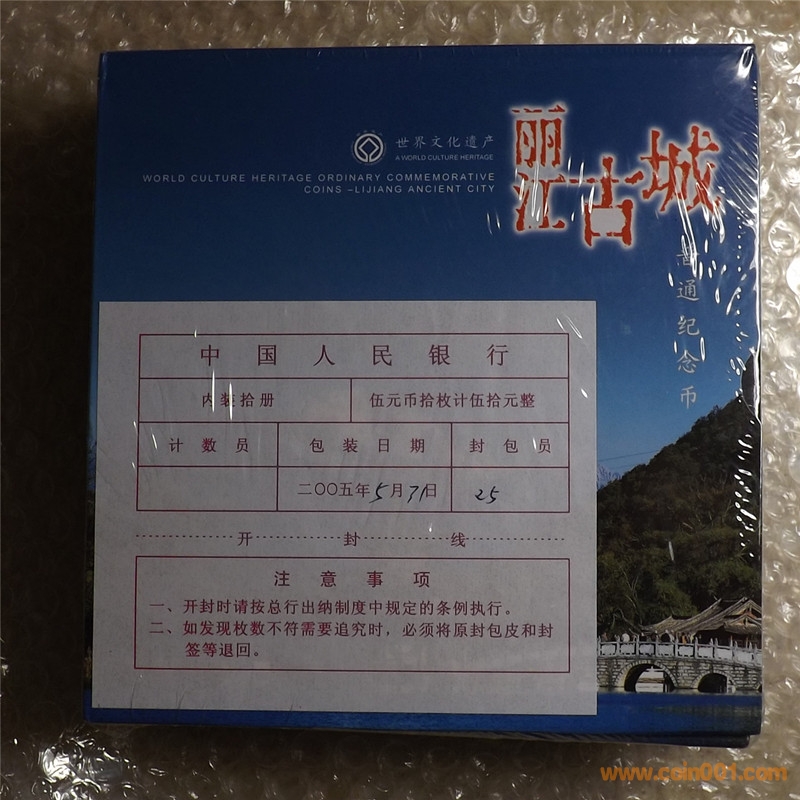 世界文化遗产
A WORLD CULTURE HERITAGE
WORLD CULTURE HERITAGE ORDINARY COMMEMORATIVE
COINS –LIJIANG ANCIENT CITY
丽江古城
普通纪念币
中国人民银行
内装拾册 伍元币拾枚计伍拾元整
计数员 包装日期 封包员
二〇〇五年5月31日 25
开封线
注意事项
一、开封时请按总行出纳制度中规定的条例执行。
二、如发现枚数不符需要追究时，必须将原封包皮和封
签等退回。
www.coin001.com